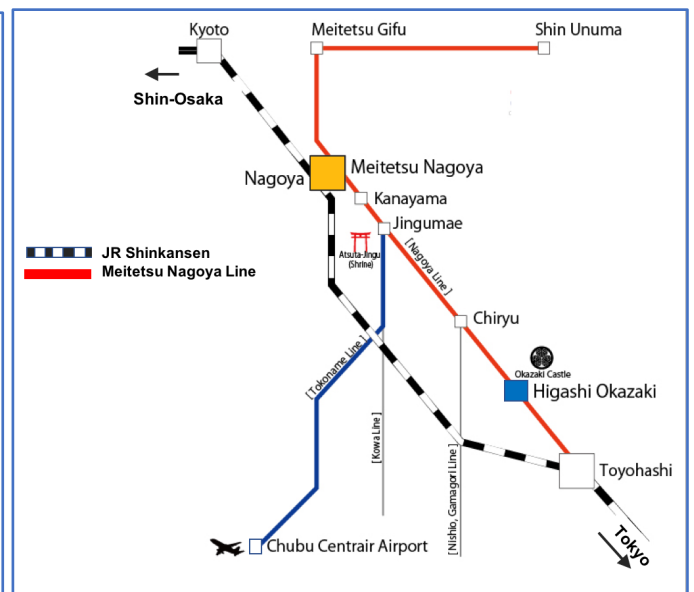 Kyoto
Meitetsu Gifu
Shin Unuma
Shin-Osaka
Meitetsu Nagoya
Nagoya
Kanayama
Jingumae
Atsuta-Jingu
(Shrine)
[ Nagoya Line ]
JR Shinkansen
Meitetsu Nagoya Line
Chiryu
[ Tokoname Line ]
Okazaki Castle
Higashi Okazaki
[ Kowa Line ]
[ Nishio, Gamagori Line ]
Toyohashi
Tokyo
Chubu Centrair Airport